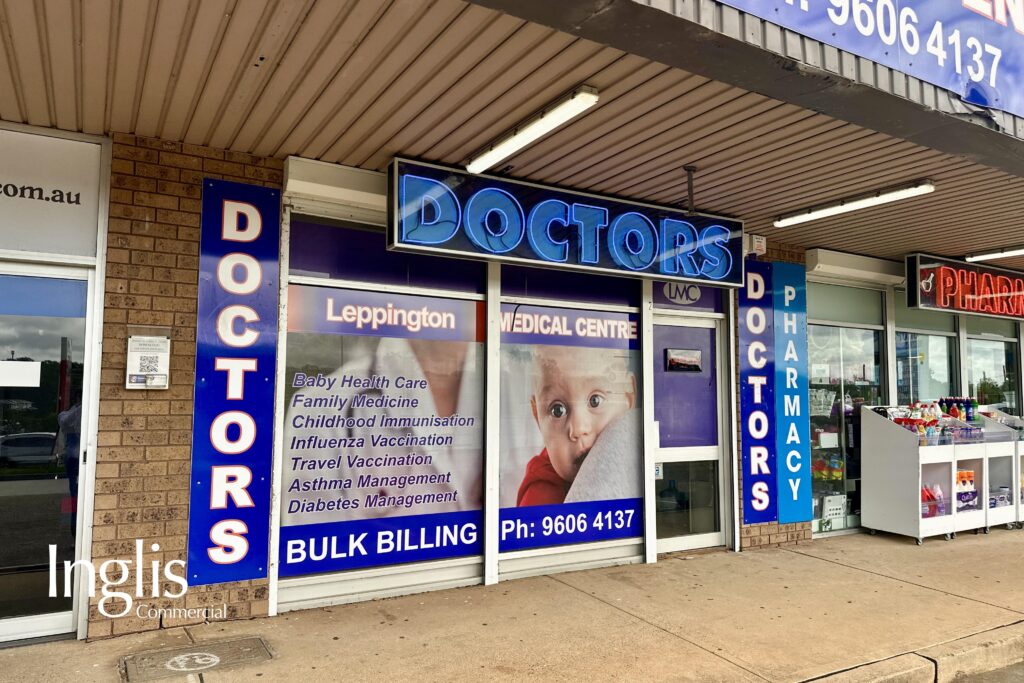 9606 4137
.com.au
DOCTORS
DOCTORS
Leppington
MEDICAL CENTRE
Baby Health Care
Family Medicine
Childhood Immunisation
Influenza Vaccination
Travel Vaccination
Asthma Management
Diabetes Management
BULK BILLING
Ph: 9606 4137
LMC
DOCTORS
PHARMACY
Inglis
Commercial